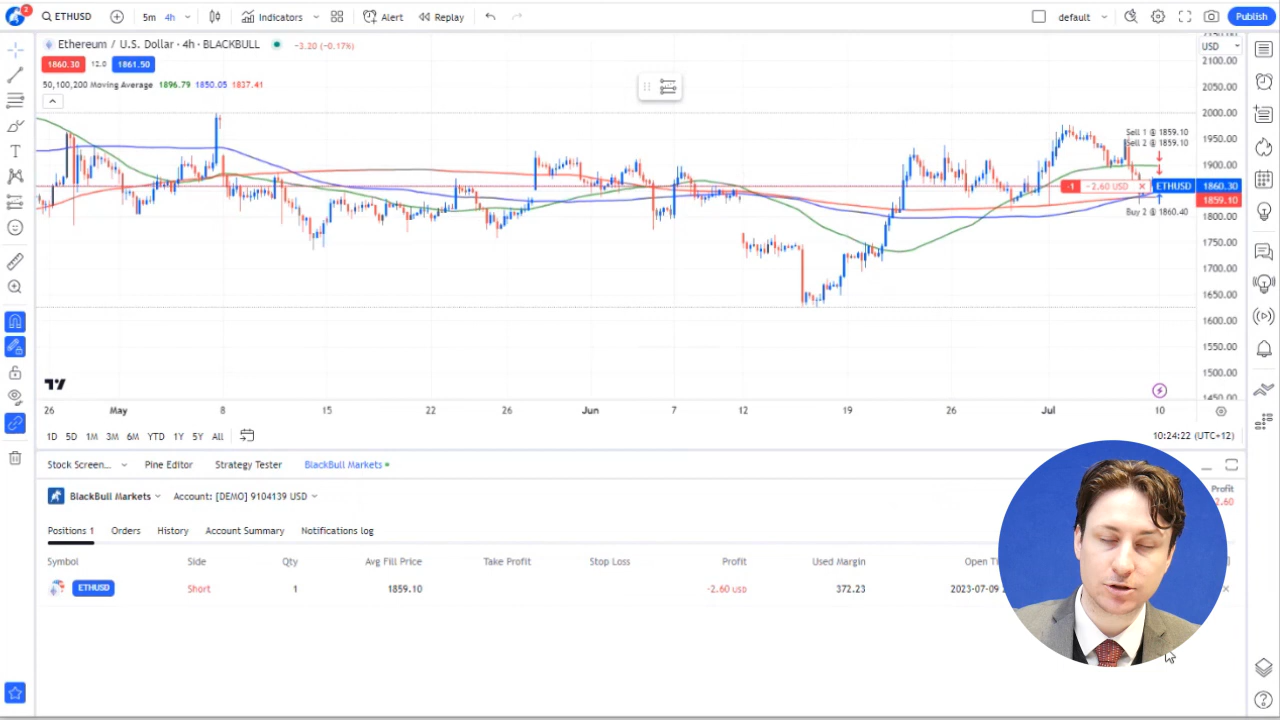 2
ETHUSD 5m 4h Indicators Alert Replay default Publish
Ethereum / U.S. Dollar · 4h · BLACKBULL -3.20 (-0.17%)
1860.30 12.0 1861.50
50,100,200 Moving Average 1896.79 1850.05 1837.41
USD
2100.00
2050.00
2000.00
1950.00
1900.00
1860.30
1859.10
1800.00
1750.00
1700.00
1650.00
1600.00
1550.00
1500.00
1450.00
Sell 1 @ 1859.10
Sell 2 @ 1859.10
-1 -2.60 USD × ETHUSD
Buy 2 @ 1860.40
26 May 8 15 22 26 Jun 7 12 19 26 Jul 10
1D 5D 1M 3M 6M YTD 1Y 5Y All 10:24:22 (UTC+12)
Stock Screen... Pine Editor Strategy Tester BlackBull Markets
BlackBull Markets Account: [DEMO] 9104139 USD Profit
2.60
Positions 1 Orders History Account Summary Notifications log
Symbol Side Qty Avg Fill Price Take Profit Stop Loss Profit Used Margin Open
ETHUSD Short 1 1859.10 -2.60 USD 372.23 2023-07-09